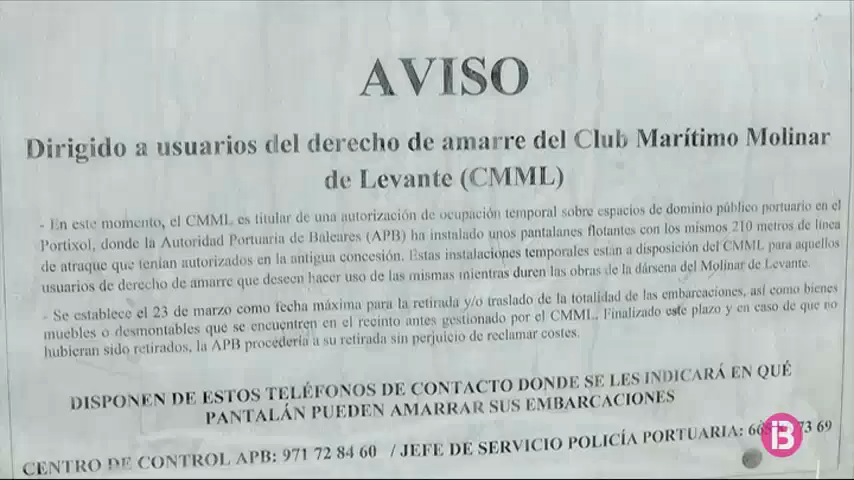 AVISO
Dirigido a usuarios del derecho de amarre del Club Marítimo Molinar
de Levante (CMML)
- En este momento, el CMML es titular de una autorización de ocupación temporal sobre espacios de dominio público portuario en el
Portixol, donde la Autoridad Portuaria de Baleares (APB) ha instalado unos pantalanes flotantes con los mismos 210 metros de línea
de atraque que tenían autorizados en la antigua concesión. Estas instalaciones temporales están a disposición del CMML para aquellos
usuarios de derecho de amarre que deseen hacer uso de las mismas mientras duren las obras de la dársena del Molinar de Levante.
- Se establece el 23 de marzo como fecha máxima para la retirada y/o traslado de la totalidad de las embarcaciones, así como bienes
muebles o desmontables que se encuentren en el recinto antes gestionado por el CMML. Finalizado este plazo y en caso de que no
hubieran sido retirados, la APB procedería a su retirada sin perjuicio de reclamar costes.
DISPONEN DE ESTOS TELÉFONOS DE CONTACTO DONDE SE LES INDICARÁ EN QUÉ
PANTALÁN PUEDEN AMARRAR SUS EMBARCACIONES
CENTRO DE CONTROL APB: 971 72 84 60 / JEFE DE SERVICIO POLICÍA PORTUARIA: 73 69